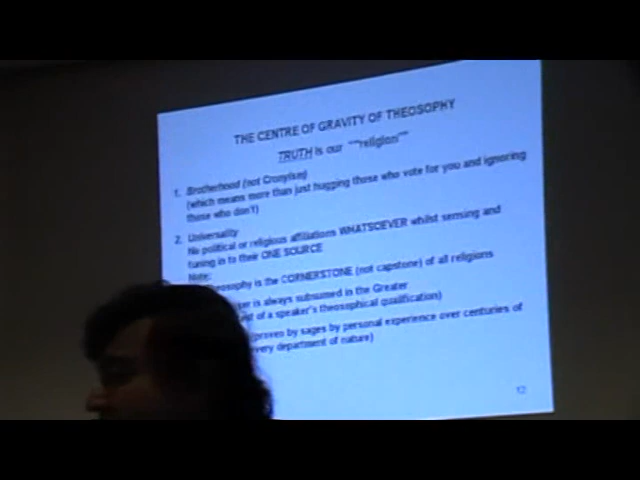 THE CENTRE OF GRAVITY OF THEOSOPHY
TRUTH is our ""religion""
1. Brotherhood (not Cronyism)
(which means more than just hugging those who vote for you and ignoring
those who don't)
2. Universality
No political or religious affiliations WHATSOEVER whilst sensing and
tuning in to their ONE SOURCE
Note:
is the CORNERSTONE (not capstone) of all religions
is always subsumed in the Greater
of a speaker's theosophical qualification)
(proven by sages by personal experience over centuries of
department of nature)
12